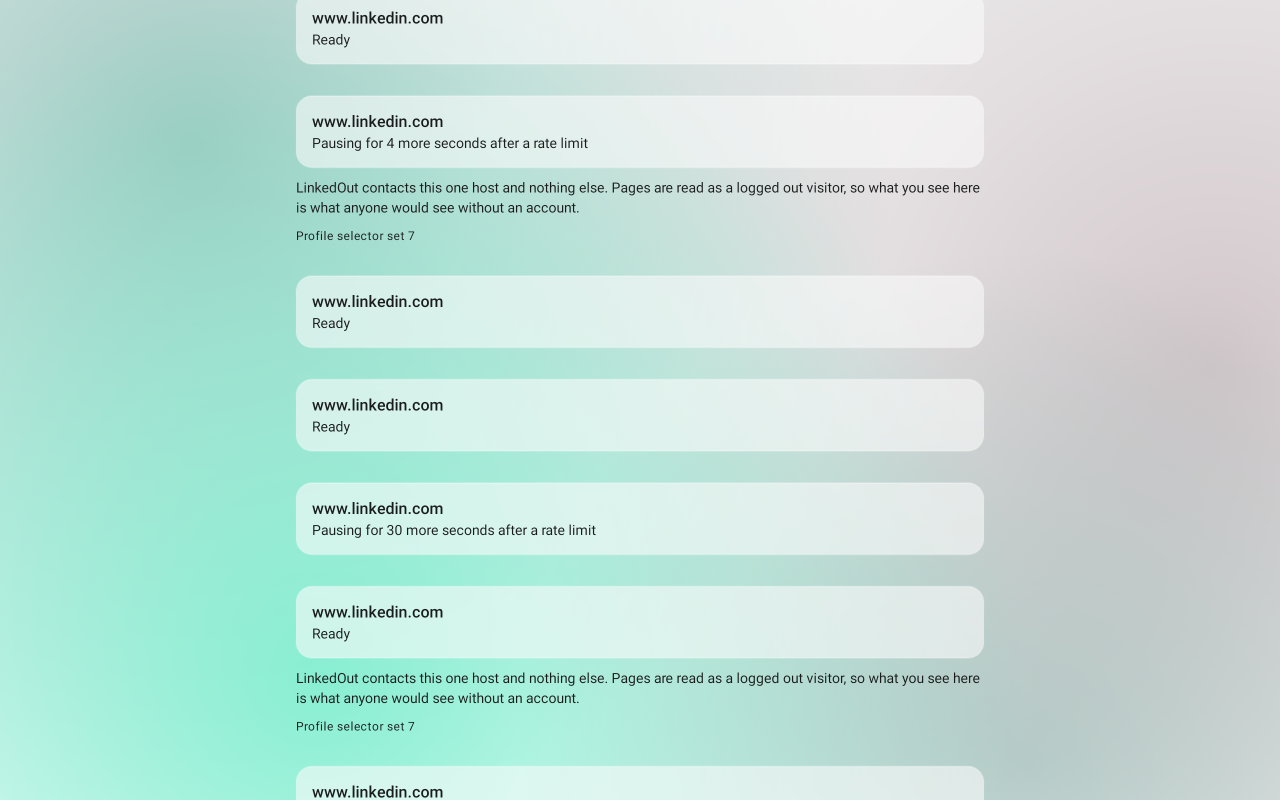 www.linkedin.com
Ready
www.linkedin.com
Pausing for 4 more seconds after a rate limit
LinkedOut contacts this one host and nothing else. Pages are read as a logged out visitor, so what you see here
is what anyone would see without an account.
Profile selector set 7
www.linkedin.com
Ready
www.linkedin.com
Ready
www.linkedin.com
Pausing for 30 more seconds after a rate limit
www.linkedin.com
Ready
LinkedOut contacts this one host and nothing else. Pages are read as a logged out visitor, so what you see here
is what anyone would see without an account.
Profile selector set 7
www.linkedin.com